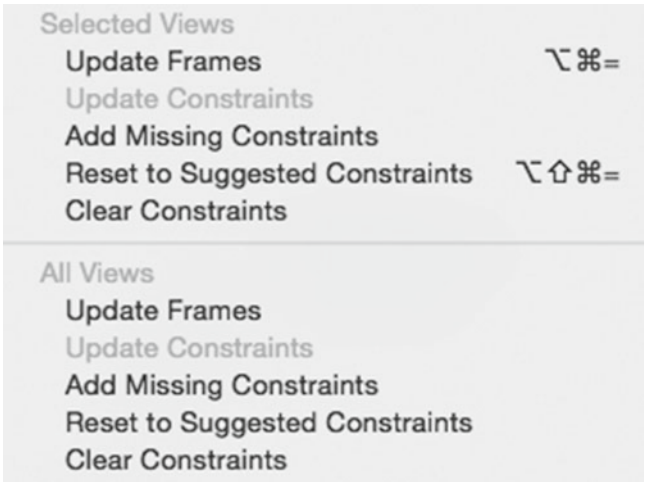 Selected Views
Update Frames ⌥⌘=
Update Constraints
Add Missing Constraints
Reset to Suggested Constraints ⌥⇧⌘=
Clear Constraints
All Views
Update Frames
Update Constraints
Add Missing Constraints
Reset to Suggested Constraints
Clear Constraints